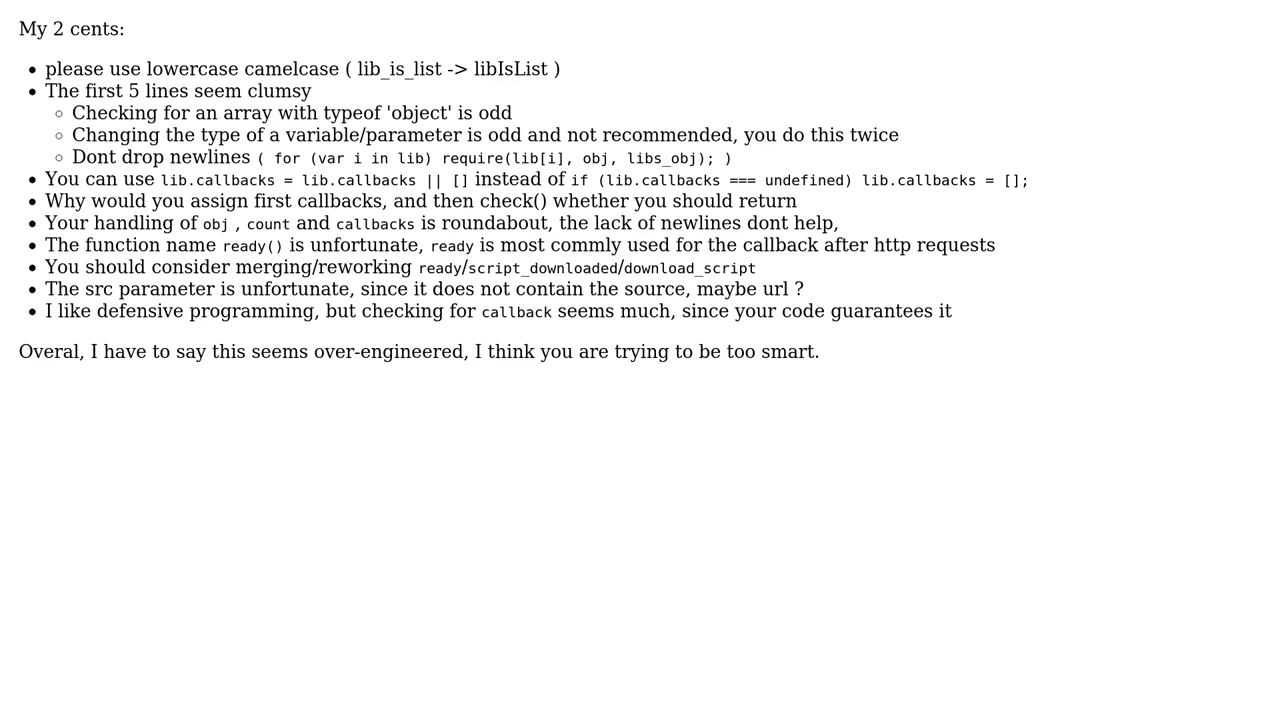 My 2 cents:
please use lowercase camelcase ( lib_is_list -> libIsList )
The first 5 lines seem clumsy
Checking for an array with typeof 'object' is odd
Changing the type of a variable/parameter is odd and not recommended, you do this twice
Dont drop newlines ( for (var i in lib) require(lib[i], obj, libs_obj); )
You can use lib.callbacks = lib.callbacks || [] instead of if (lib.callbacks === undefined) lib.callbacks = [];
Why would you assign first callbacks, and then check() whether you should return
Your handling of obj , count and callbacks is roundabout, the lack of newlines dont help,
The function name ready() is unfortunate, ready is most commly used for the callback after http requests
You should consider merging/reworking ready/script_downloaded/download_script
The src parameter is unfortunate, since it does not contain the source, maybe url ?
I like defensive programming, but checking for callback seems much, since your code guarantees it
Overal, I have to say this seems over-engineered, I think you are trying to be too smart.